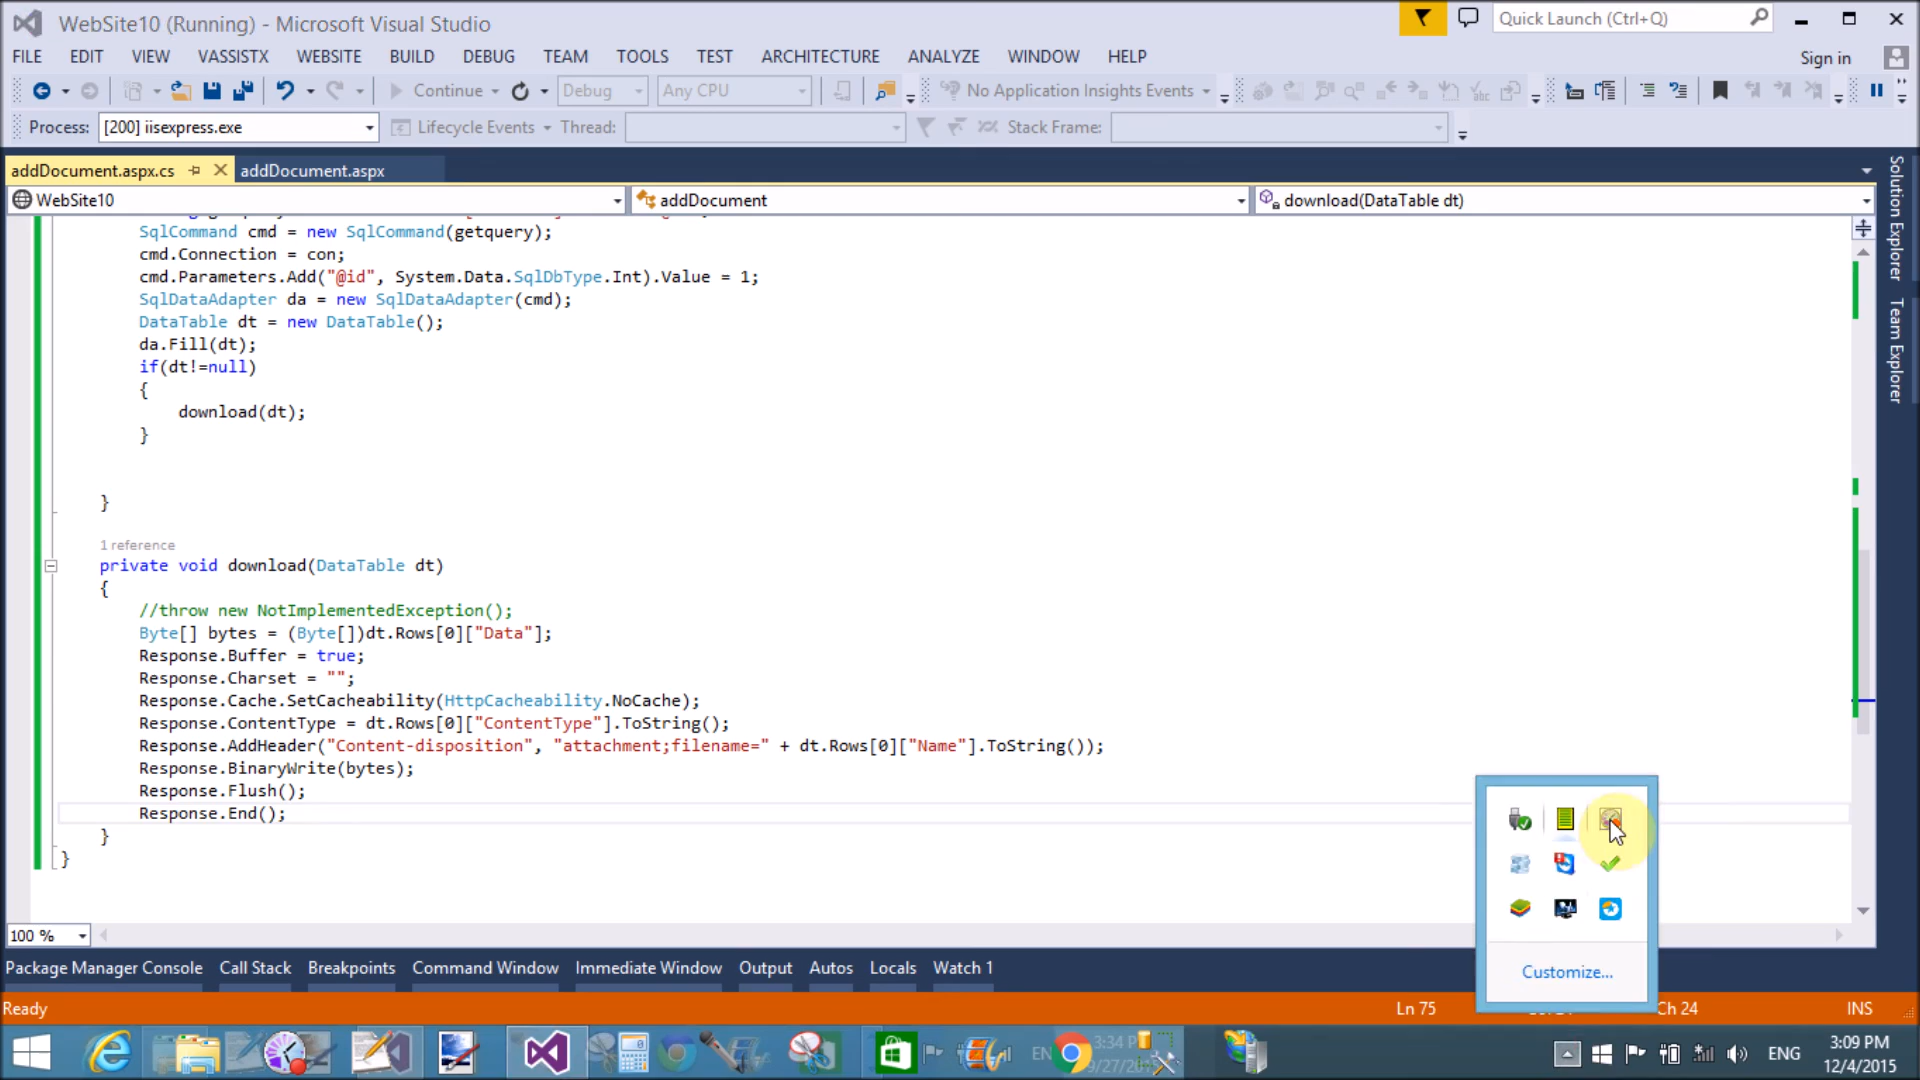 WebSite10 (Running) - Microsoft Visual Studio
Quick Launch (Ctrl+Q)
FILE EDIT VIEW VASSISTX WEBSITE BUILD DEBUG TEAM TOOLS TEST ARCHITECTURE ANALYZE WINDOW HELP
Sign in
Continue Debug Any CPU No Application Insights Events
Process: [200] iisexpress.exe Lifecycle Events Thread: Stack Frame:
addDocument.aspx.cs addDocument.aspx
WebSite10 addDocument download(DataTable dt)
SqlCommand cmd = new SqlCommand(getquery);
cmd.Connection = con;
cmd.Parameters.Add("@id", System.Data.SqlDbType.Int).Value = 1;
SqlDataAdapter da = new SqlDataAdapter(cmd);
DataTable dt = new DataTable();
da.Fill(dt);
if(dt!=null)
{
download(dt);
}
}
1 reference
private void download(DataTable dt)
{
//throw new NotImplementedException();
Byte[] bytes = (Byte[])dt.Rows[0]["Data"];
Response.Buffer = true;
Response.Charset = "";
Response.Cache.SetCacheability(HttpCacheability.NoCache);
Response.ContentType = dt.Rows[0]["ContentType"].ToString();
Response.AddHeader("Content-disposition", "attachment;filename=" + dt.Rows[0]["Name"].ToString());
Response.BinaryWrite(bytes);
Response.Flush();
Response.End();
}
}
Solution Explorer
Team Explorer
Customize...
100 %
Package Manager Console Call Stack Breakpoints Command Window Immediate Window Output Autos Locals Watch 1
Ready Ln 75 Ch 24 INS
EN 3:34 P
9/27/20
ENG
3:09 PM
12/4/2015